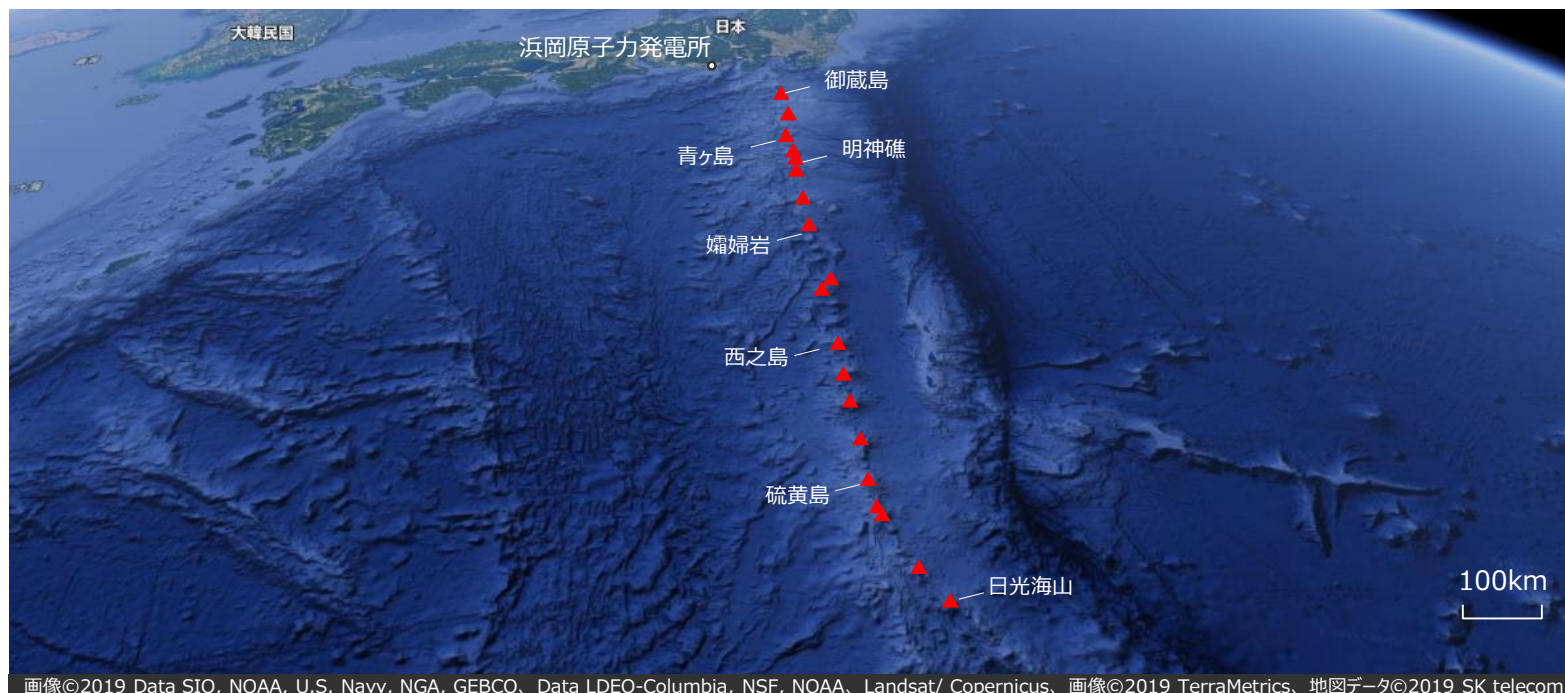 大韓民国
日本
浜岡原子力発電所
御蔵島
青ヶ島
明神礁
孀婦岩
西之島
硫黄島
日光海山
100km
画像©2019 Data SIO, NOAA, U.S. Navy, NGA, GEBCO、Data LDEO-Columbia, NSF, NOAA、Landsat/ Copernicus、画像©2019 TerraMetrics、地図データ©2019 SK telecom